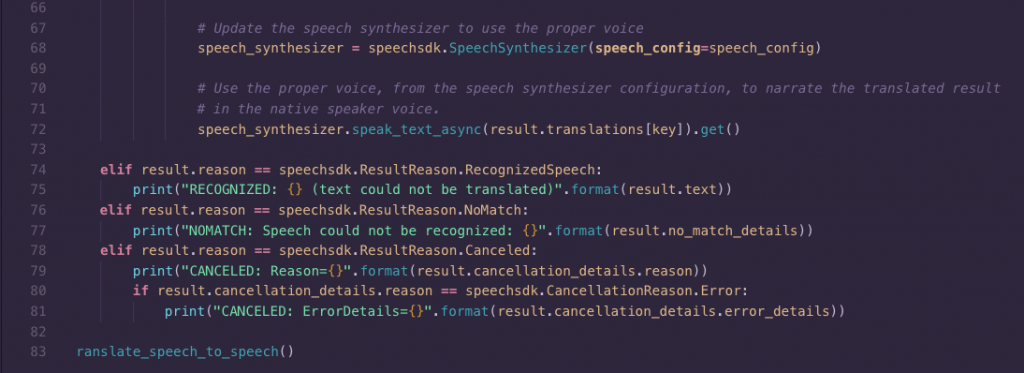 66
67 # Update the speech synthesizer to use the proper voice
68 speech_synthesizer = speechsdk.SpeechSynthesizer(speech_config=speech_config)
69
70 # Use the proper voice, from the speech synthesizer configuration, to narrate the translated result
71 # in the native speaker voice.
72 speech_synthesizer.speak_text_async(result.translations[key]).get()
73
74 elif result.reason == speechsdk.ResultReason.RecognizedSpeech:
75 print("RECOGNIZED: {} (text could not be translated)".format(result.text))
76 elif result.reason == speechsdk.ResultReason.NoMatch:
77 print("NOMATCH: Speech could not be recognized: {}".format(result.no_match_details))
78 elif result.reason == speechsdk.ResultReason.Canceled:
79 print("CANCELED: Reason={}".format(result.cancellation_details.reason))
80 if result.cancellation_details.reason == speechsdk.CancellationReason.Error:
81 print("CANCELED: ErrorDetails={}".format(result.cancellation_details.error_details))
82
83 ranslate_speech_to_speech()